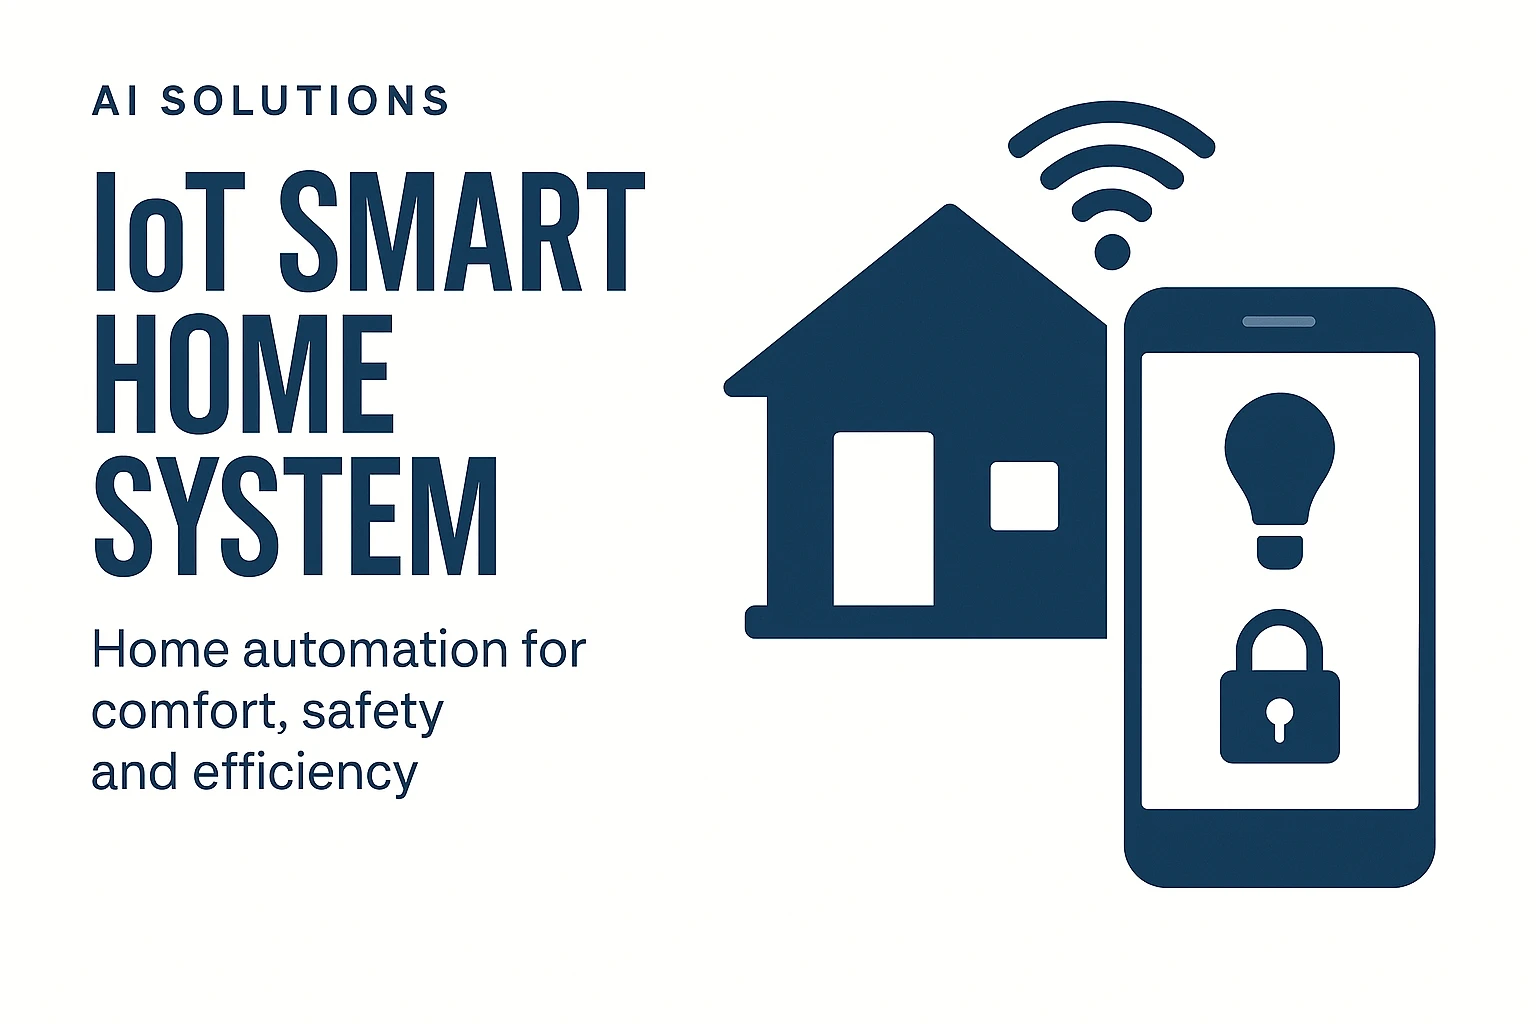 AI SOLUTIONS
IoT SMART
HOME
SYSTEM
Home automation for
comfort, safety
and efficiency